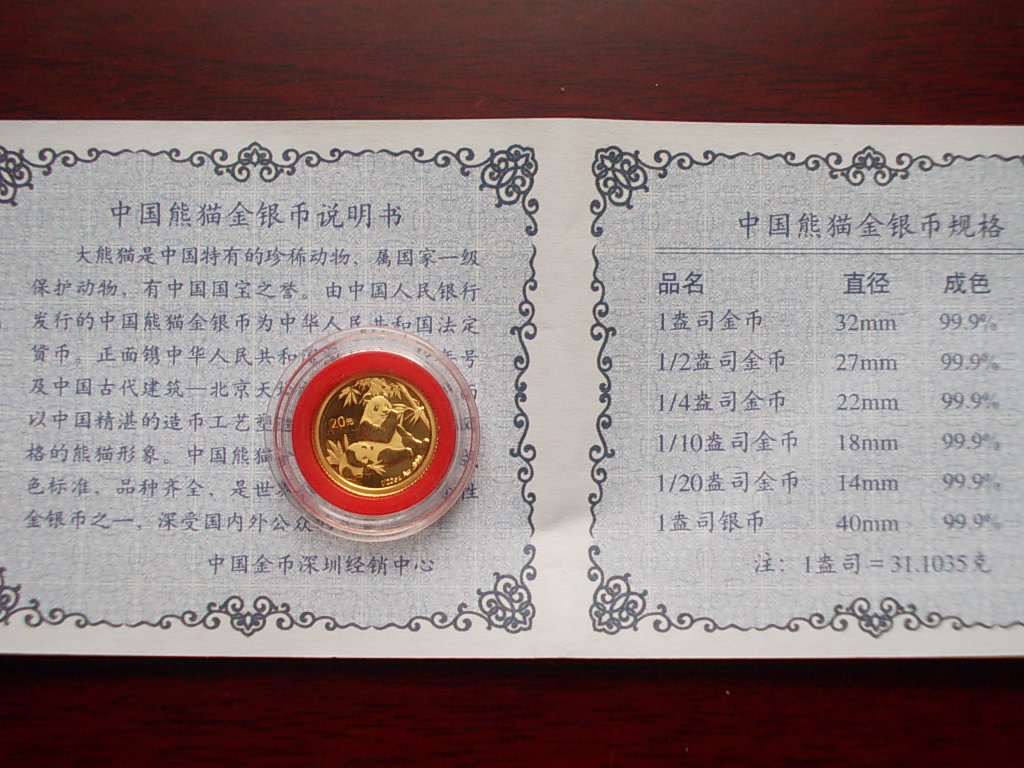 中国熊猫金银币说明书
大熊猫是中国特有的珍稀动物、属国家一级
保护动物，有中国国宝之誉。由中国人民银行
发行的中国熊猫金银币为中华人民共和国法定
货币。正面镌中华人民共和 年号
及中国古代建筑—北京天
以中国精湛的造币工艺塑
格的熊猫形象。中国熊猫
色标准，品种齐全，是世 性
金银币之一，深受国内外公众
中国金币深圳经销中心
20元
中国熊猫金银币规格
品名 直径 成色
1盎司金币 32mm 99.9%
1/2盎司金币 27mm 99.9%
1/4盎司金币 22mm 99.9%
1/10盎司金币 18mm 99.9%
1/20盎司金币 14mm 99.9%
1盎司银币 40mm 99.9%
注：1盎司=31.1035克